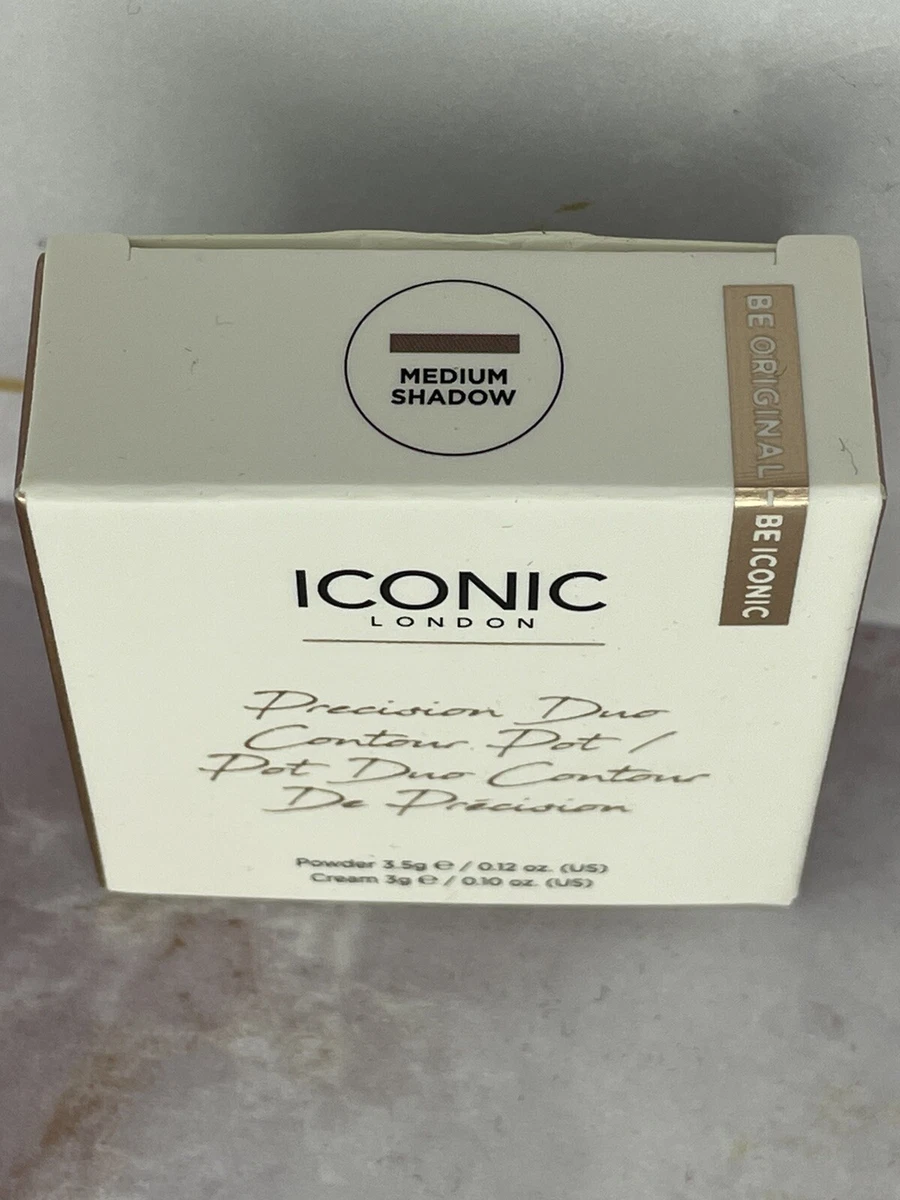 MEDIUM
SHADOW
BE ORIGINAL - BE ICONIC
ICONIC
LONDON
Precision Duo
Contour Pot /
Pot Duo Contour
De Précision
Powder 3.5g ℮ / 0.12 oz. (US)
Cream 3g ℮ / 0.10 oz. (US)